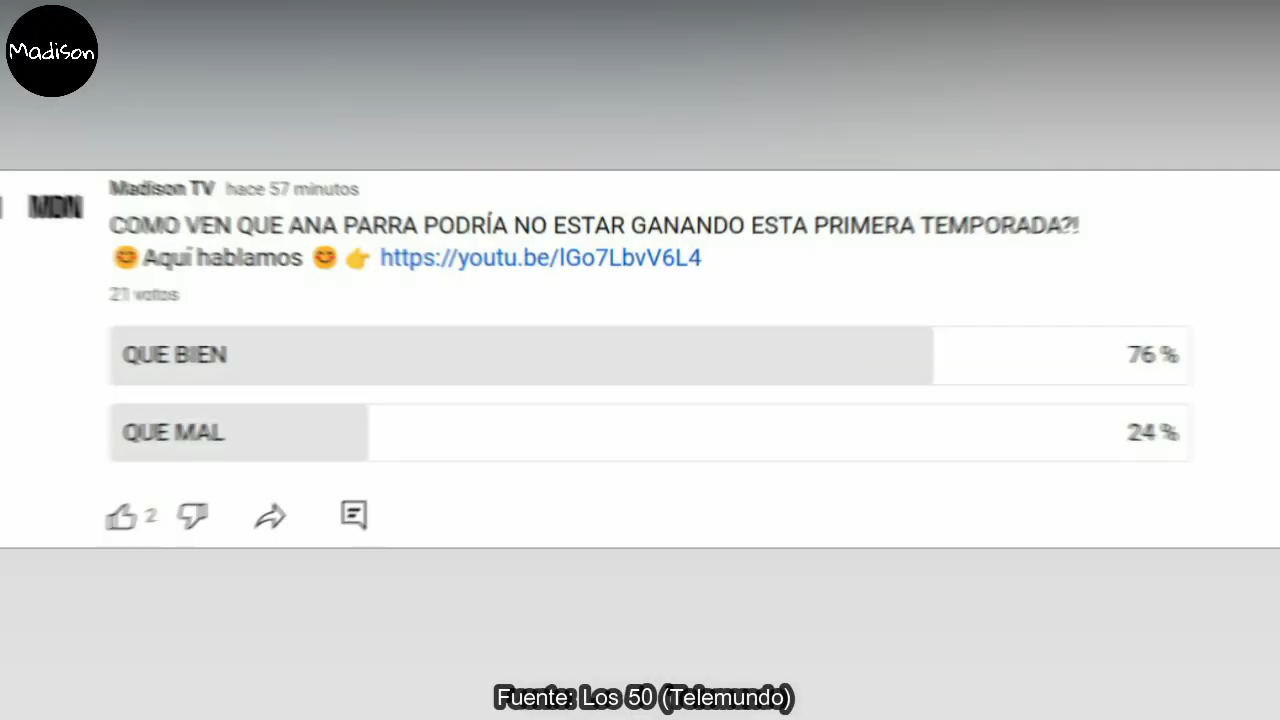 Madison
MDN
Madison TV hace 57 minutos
COMO VEN QUE ANA PARRA PODRÍA NO ESTAR GANANDO ESTA PRIMERA TEMPORADA?!
😊 Aquí hablamos 😊 👉 https://youtu.be/lGo7LbvV6L4
21 votos
QUE BIEN 76 %
QUE MAL 24 %
2
Fuente: Los 50 (Telemundo)